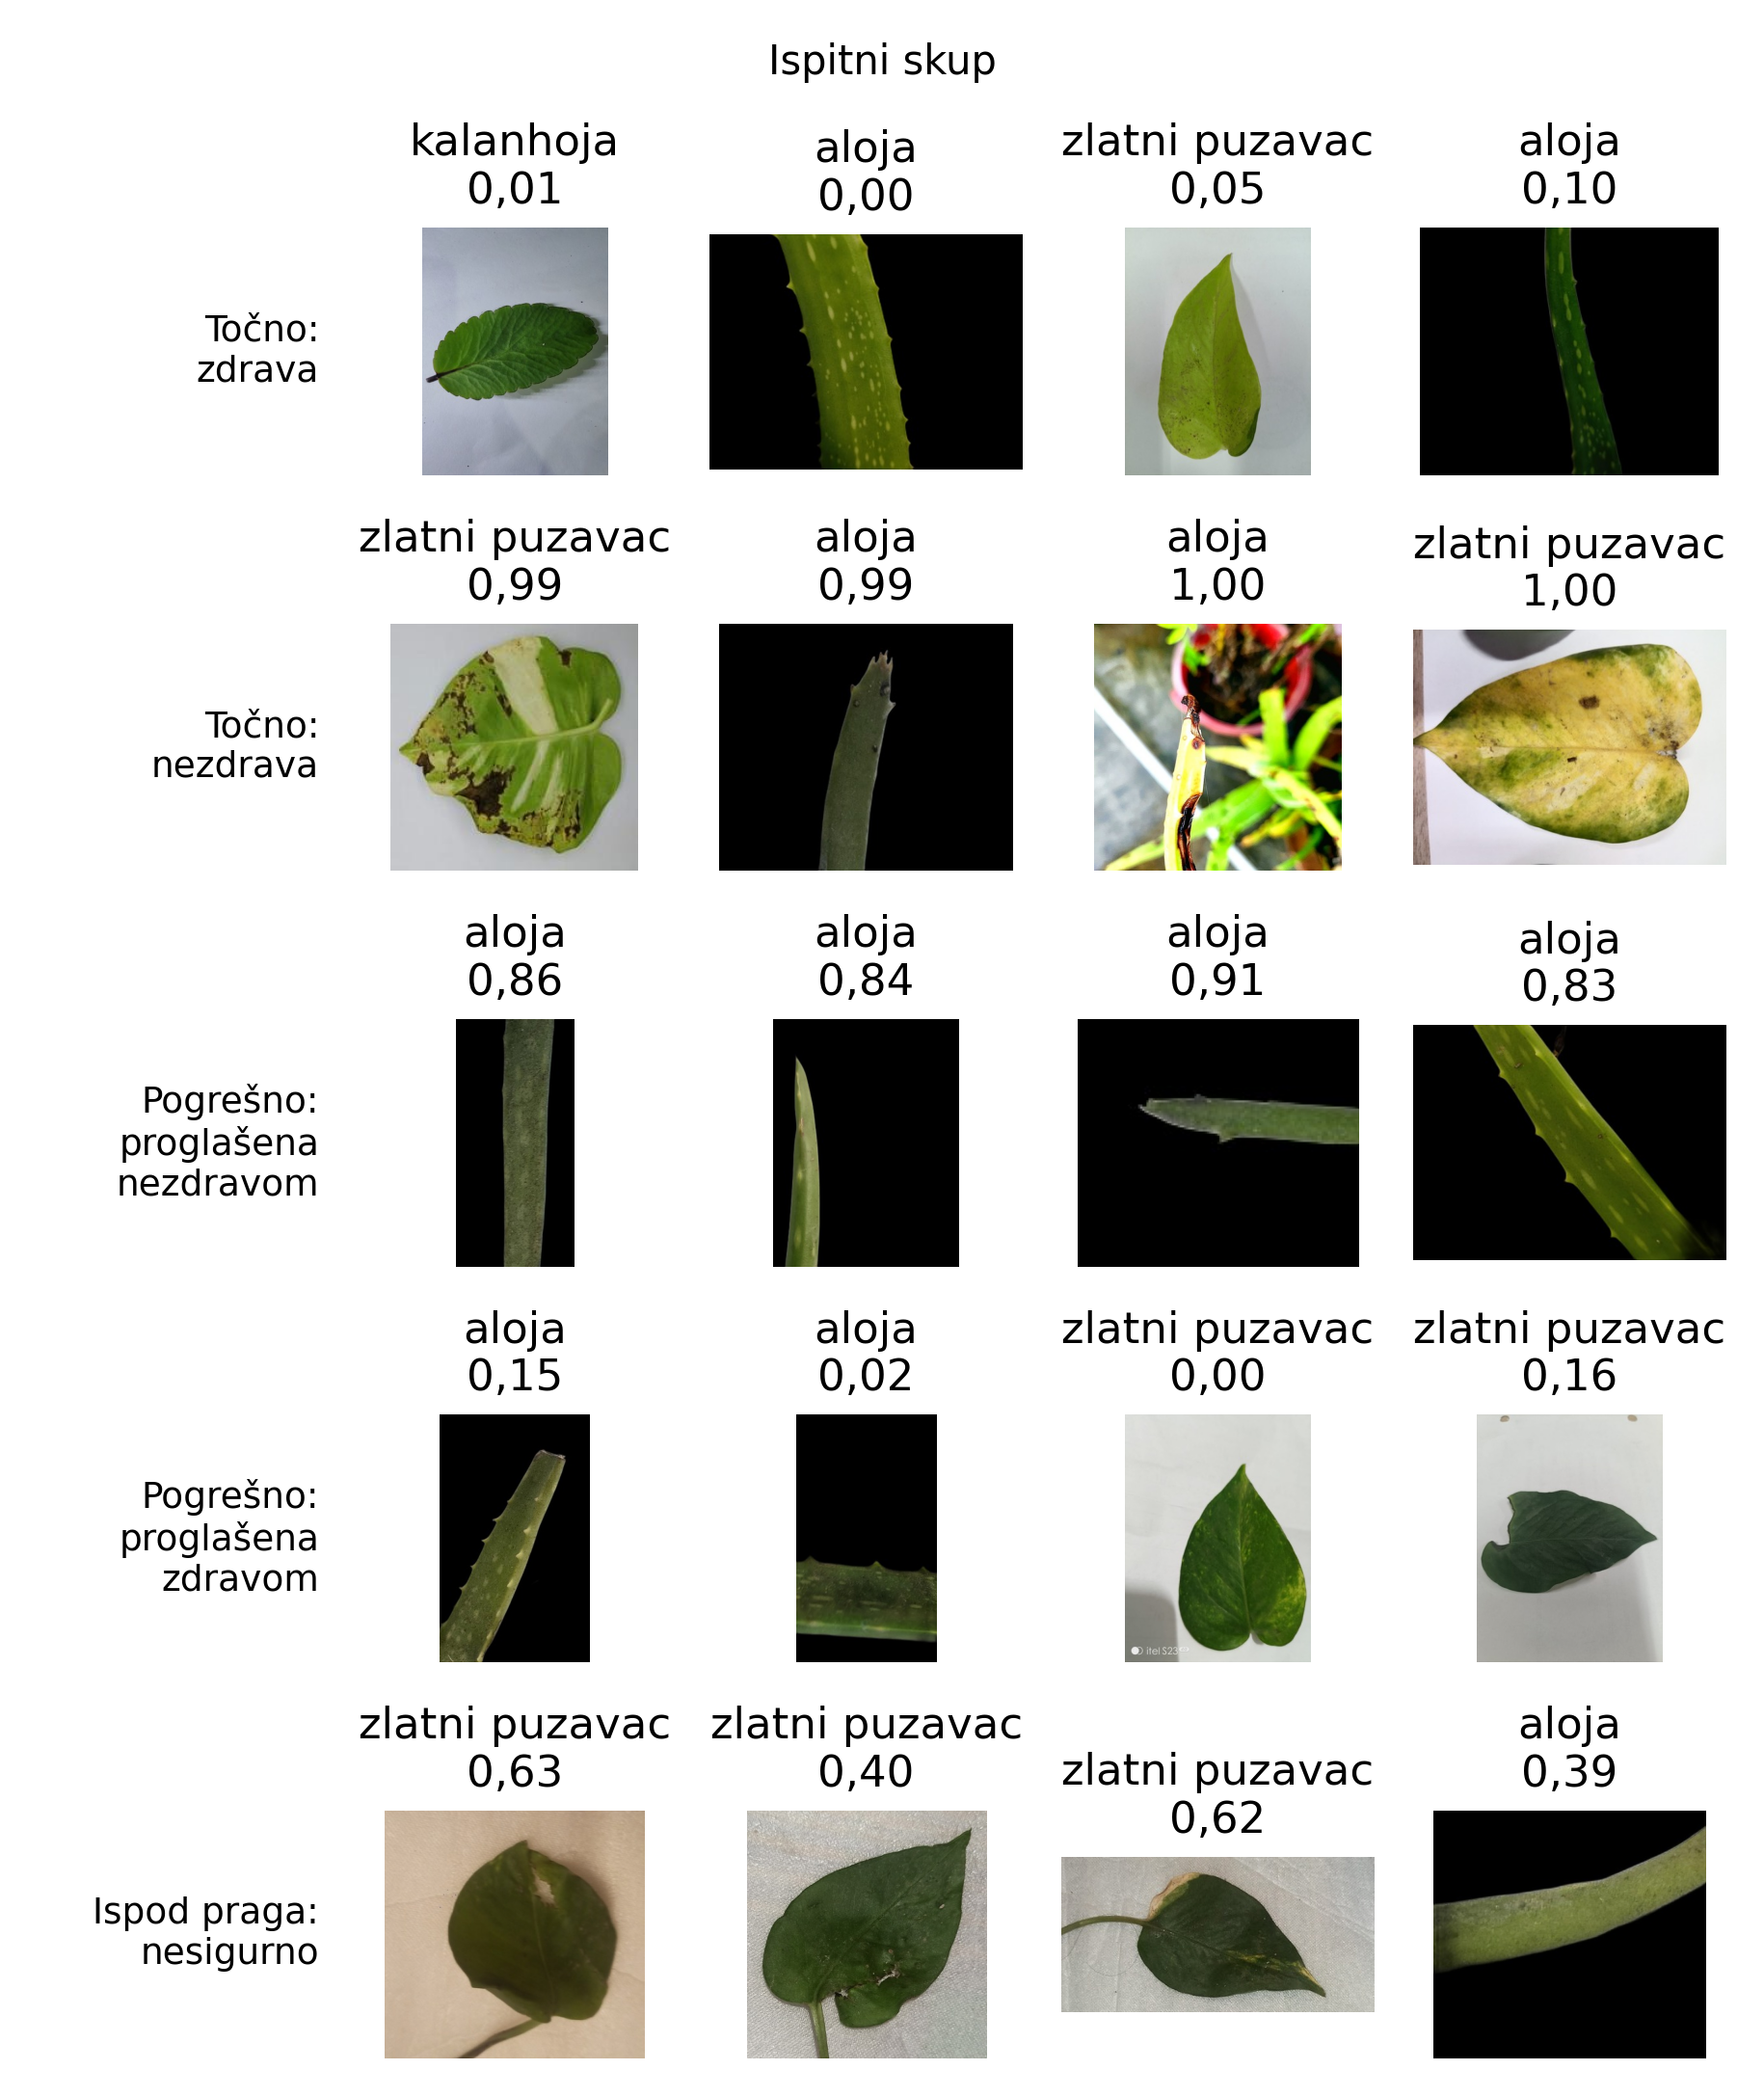 Ispitni skup
kalanhoja
0,01
aloja
0,00
zlatni puzavac
0,05
aloja
0,10
Točno:
zdrava
zlatni puzavac
0,99
aloja
0,99
aloja
1,00
zlatni puzavac
1,00
Točno:
nezdrava
aloja
0,86
aloja
0,84
aloja
0,91
aloja
0,83
Pogrešno:
proglašena
nezdravom
aloja
0,15
aloja
0,02
zlatni puzavac
0,00
zlatni puzavac
0,16
Pogrešno:
proglašena
zdravom
itel S23
zlatni puzavac
0,63
zlatni puzavac
0,40
zlatni puzavac
0,62
aloja
0,39
Ispod praga:
nesigurno